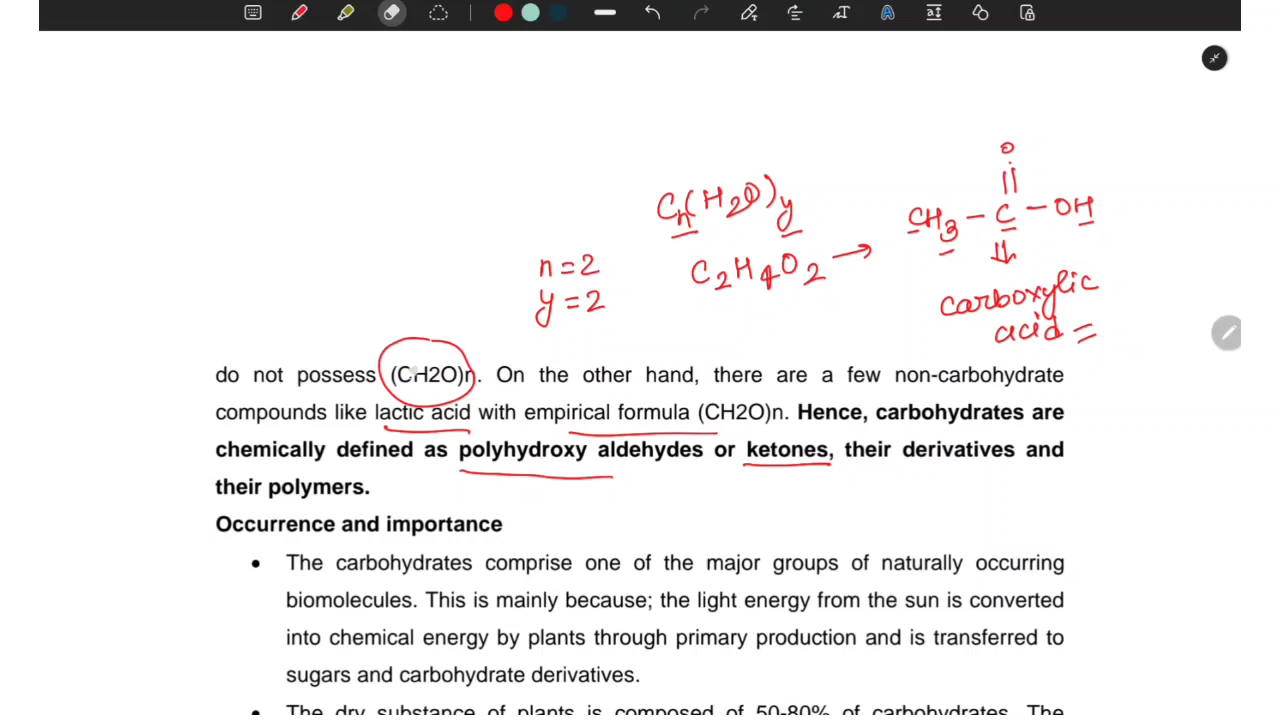 Cn(H2O)y
O
CH3 - C - OH
n=2
C2H4O2 →
y=2
carboxylic
acid =
do not possess (CH2O)n. On the other hand, there are a few non-carbohydrate
compounds like lactic acid with empirical formula (CH2O)n. Hence, carbohydrates are
chemically defined as polyhydroxy aldehydes or ketones, their derivatives and
their polymers.
Occurrence and importance
• The carbohydrates comprise one of the major groups of naturally occurring
biomolecules. This is mainly because; the light energy from the sun is converted
into chemical energy by plants through primary production and is transferred to
sugars and carbohydrate derivatives.
• The dry substance of plants is composed of 50-80% of carbohydrates. The